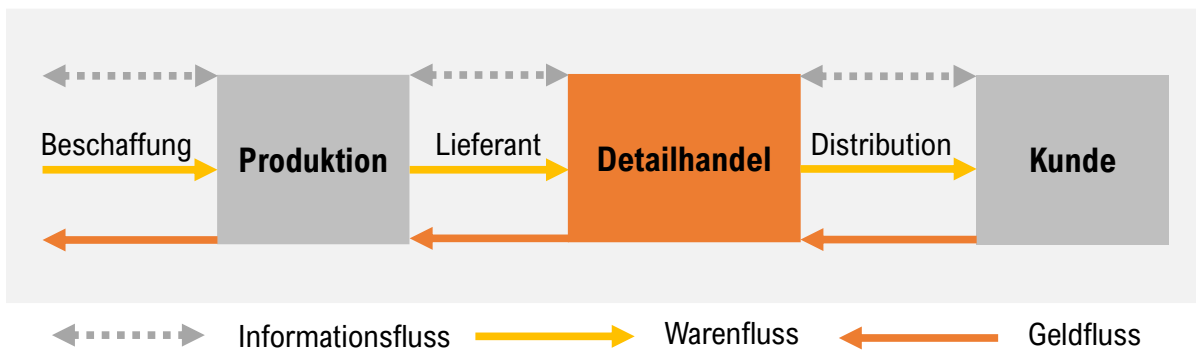 Beschaffung
Produktion
Lieferant
Detailhandel
Distribution
Kunde
Informationsfluss
Warenfluss
Geldfluss